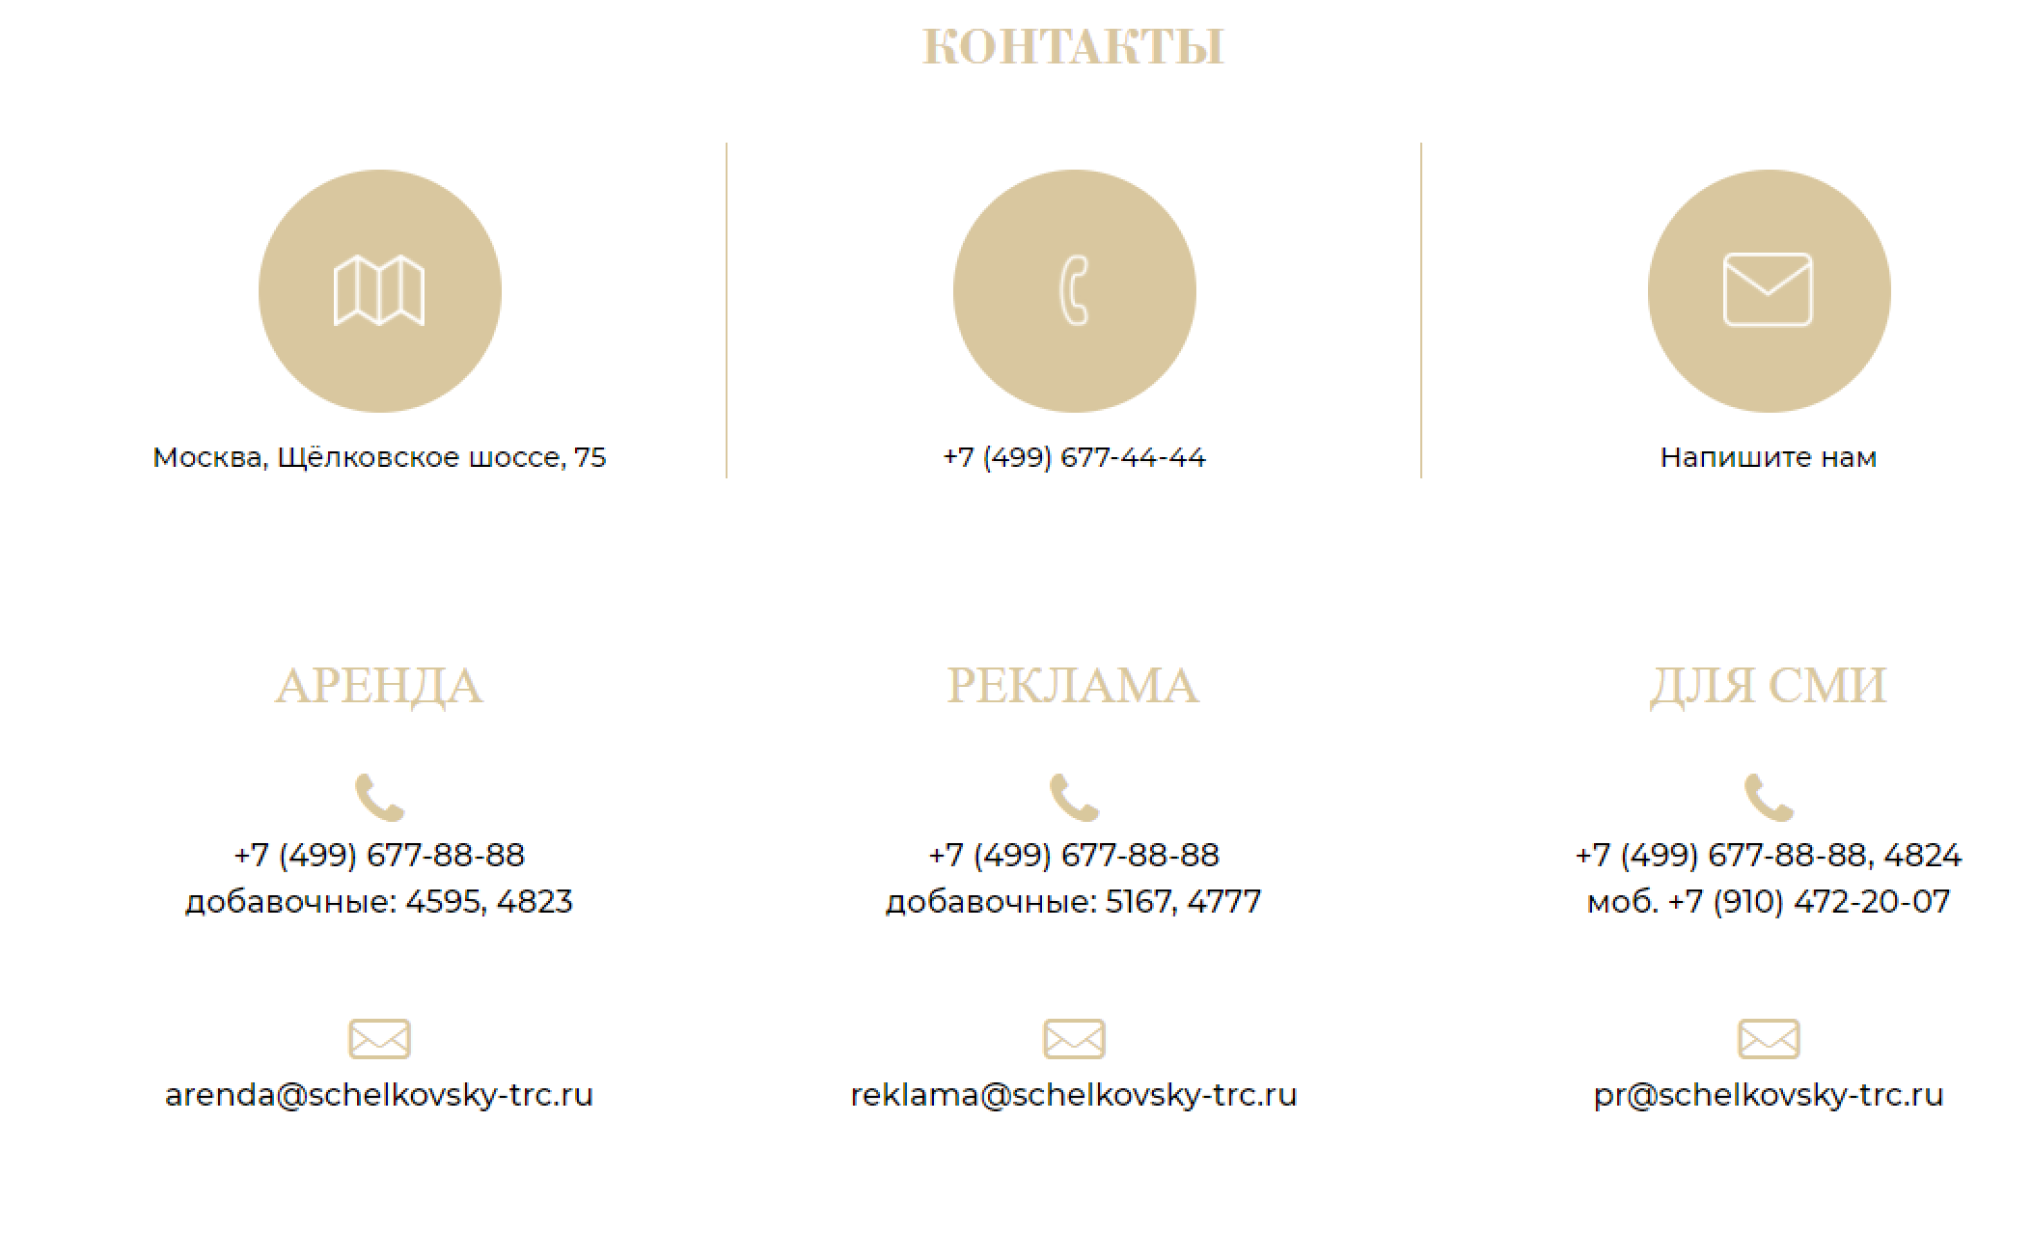 КОНТАКТЫ
Москва, Щёлковское шоссе, 75
+7 (499) 677-44-44
Напишите нам
АРЕНДА
+7 (499) 677-88-88
добавочные: 4595, 4823
arenda@schelkovsky-trc.ru
РЕКЛАМА
+7 (499) 677-88-88
добавочные: 5167, 4777
reklama@schelkovsky-trc.ru
ДЛЯ СМИ
+7 (499) 677-88-88, 4824
моб. +7 (910) 472-20-07
pr@schelkovsky-trc.ru